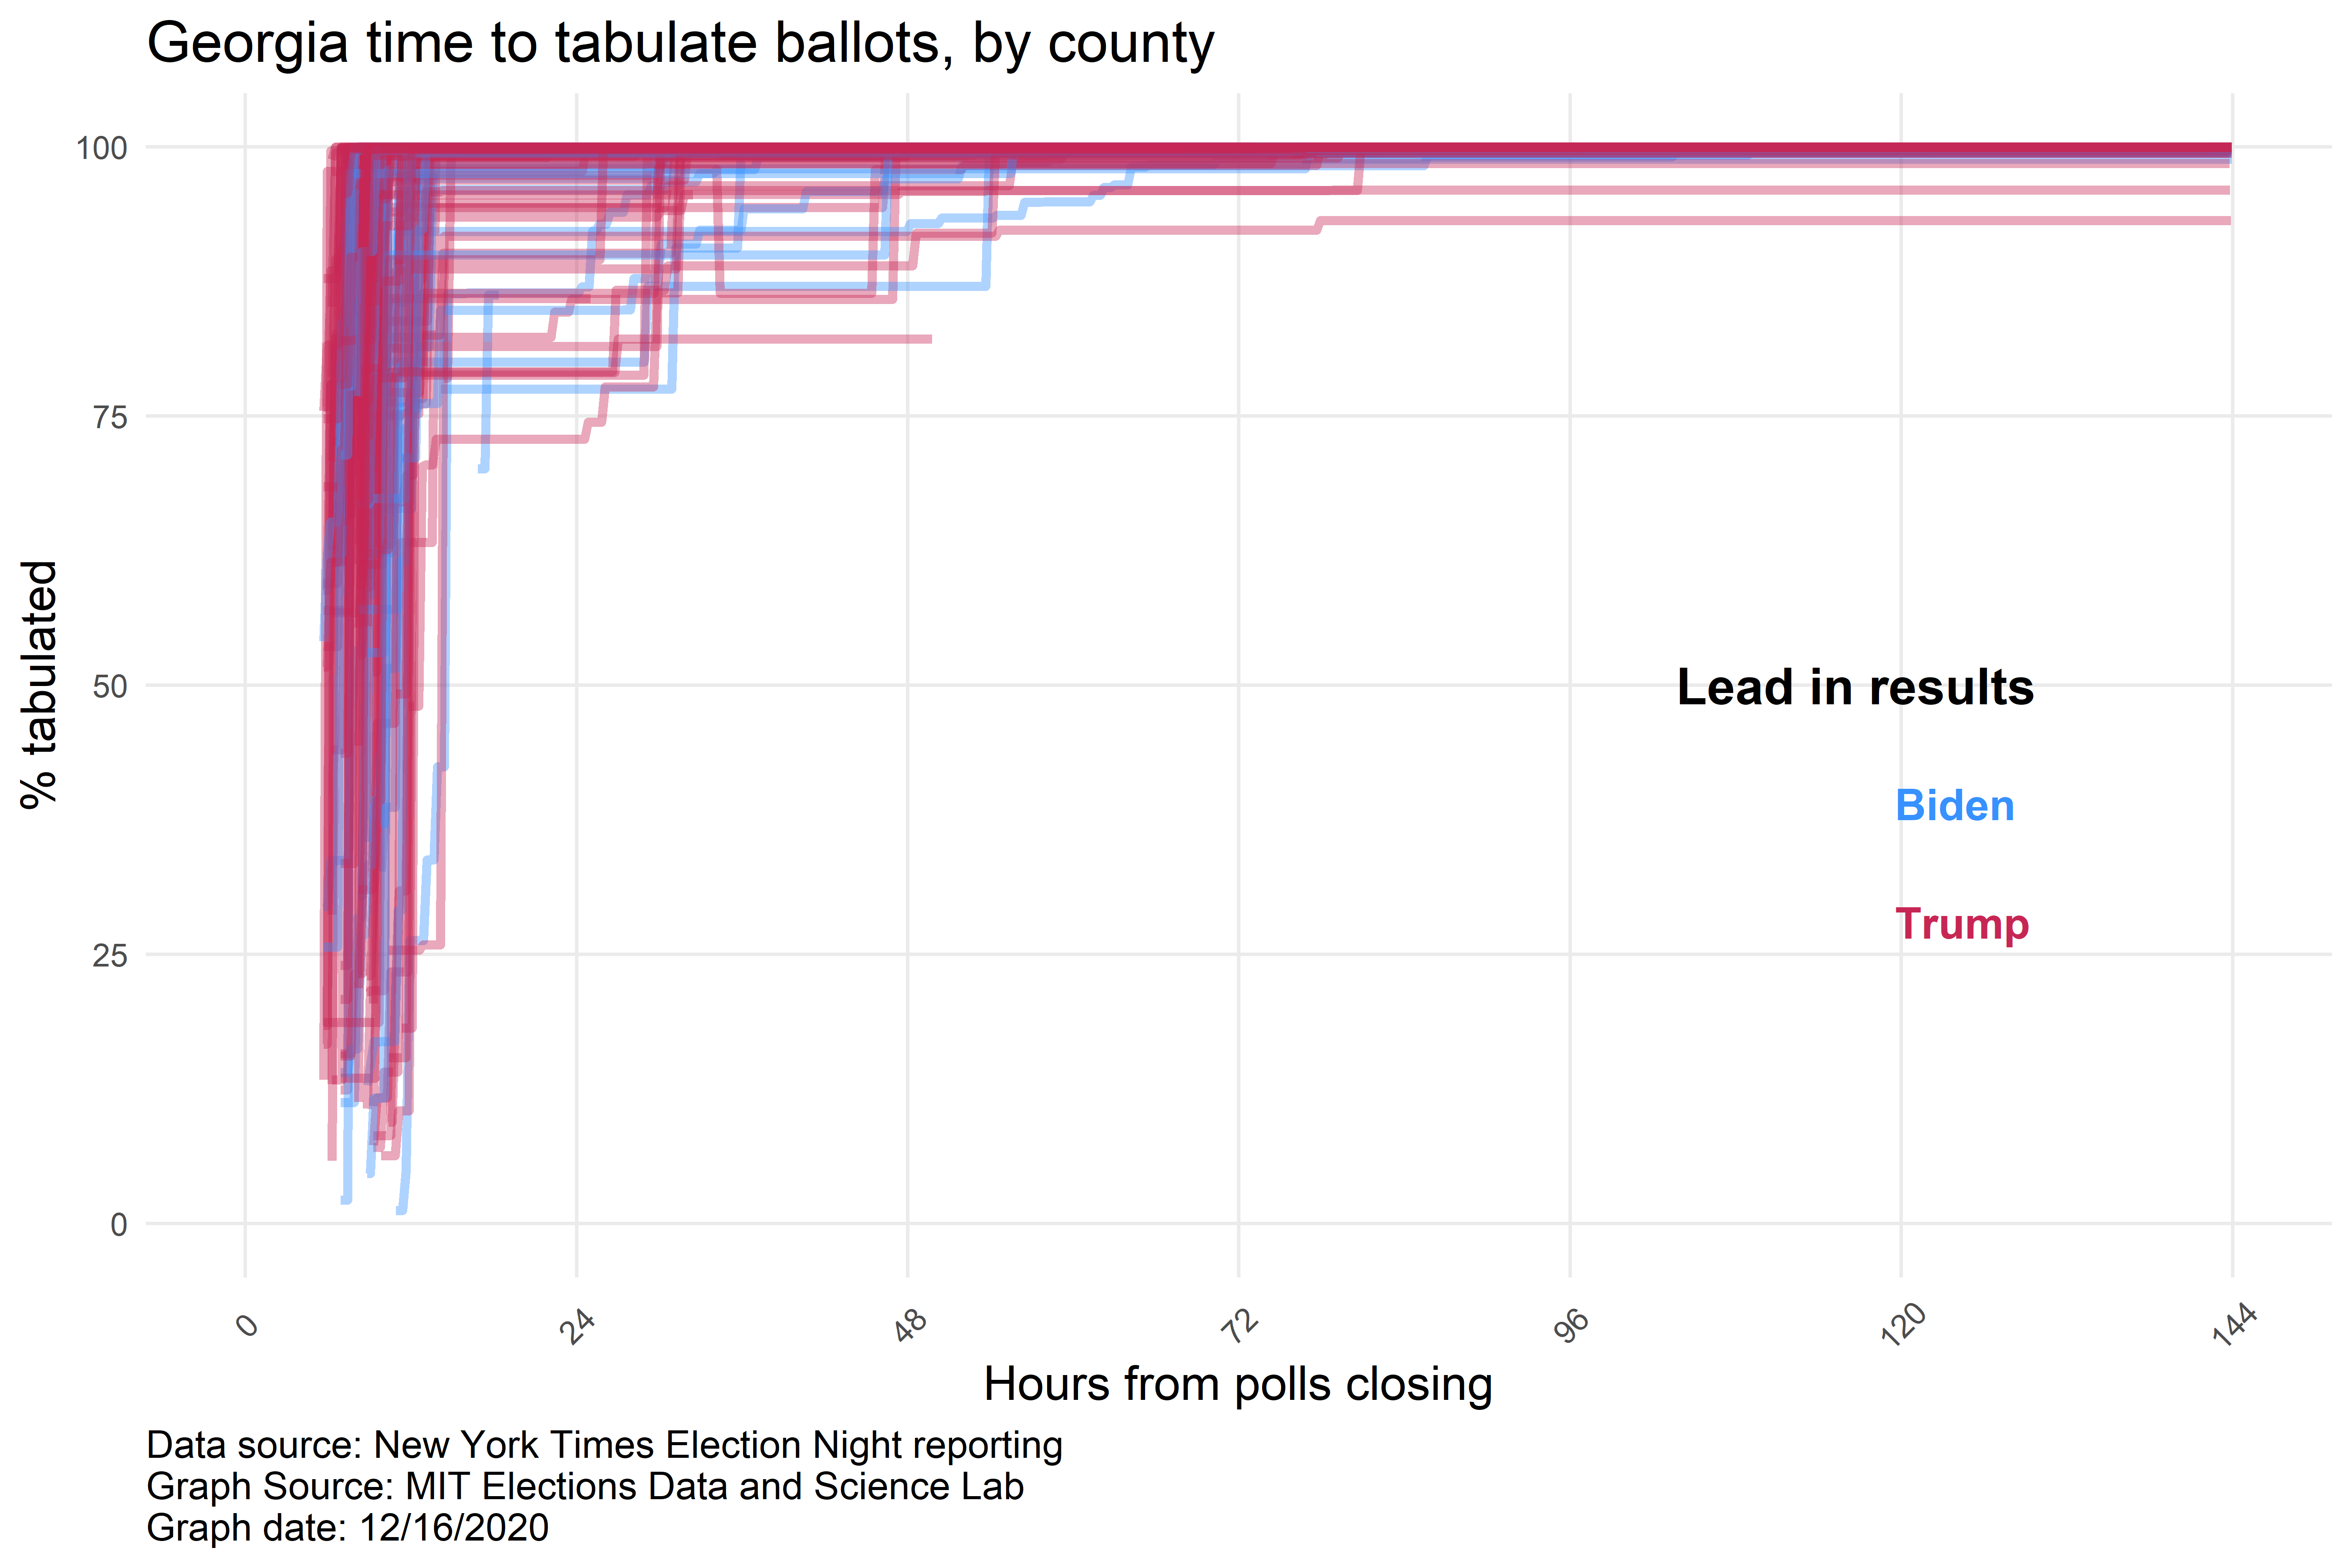 Georgia time to tabulate ballots, by county
100
75
50
25
0
% tabulated
Lead in results
Biden
Trump
0
24
48
72
96
120
144
Hours from polls closing
Data source: New York Times Election Night reporting
Graph Source: MIT Elections Data and Science Lab
Graph date: 12/16/2020